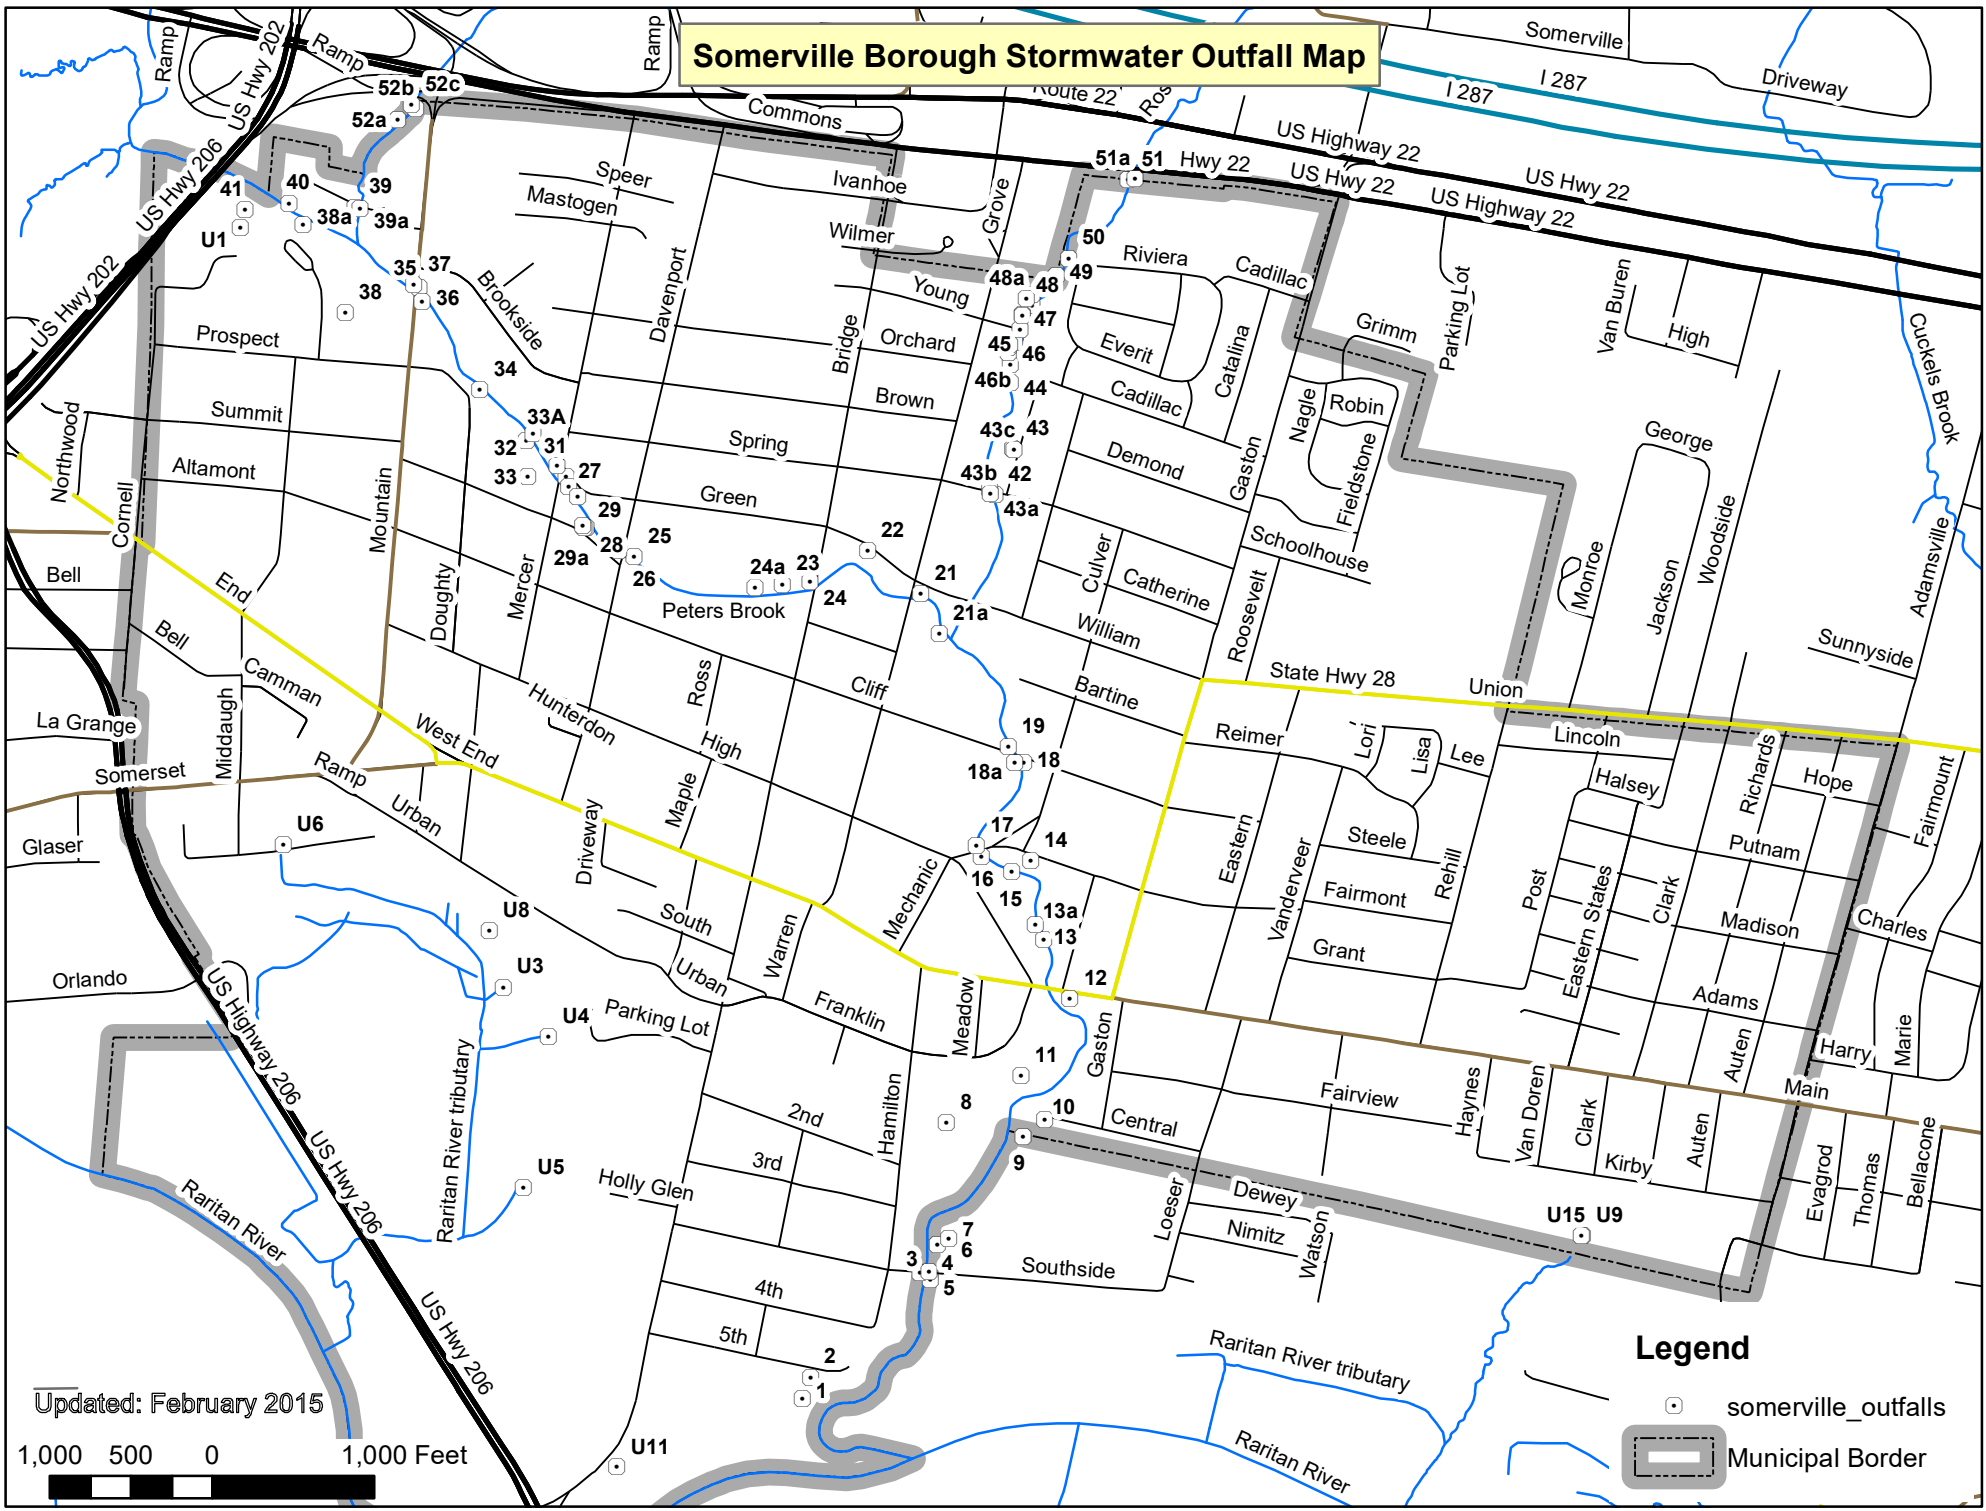 Somerville Borough Stormwater Outfall Map
Ramp
US Hwy 202
Ramp
Ramp
Somerville
Driveway
I 287
I 287
Commons
Route 22
Ros
US Highway 22
Hwy 22
US Hwy 22
US Hwy 22
US Highway 22
52b
52c
52a
51a
51
US Hwy 206
US Hwy 202
41
40
39
38a
39a
U1
Speer
Mastogen
Ivanhoe
Wilmer
Grove
50
Riviera
Cadillac
49
48a
48
Young
47
35
37
36
38
Brookside
Davenport
Bridge
Orchard
45
46
46b
44
Everit
Catalina
Cadillac
Grimm
Parking Lot
Van Buren
High
Cuckels Brook
Prospect
34
Brown
Robin
Nagle
Fieldstone
George
Northwood
Summit
33A
32
31
33
27
Spring
43c
43
Demond
Gaston
Altamont
Cornell
Mountain
29
Green
43b
42
43a
Schoolhouse
Woodside
Adamsville
28
29a
25
26
22
24a
23
24
21
21a
Culver
Catherine
Monroe
Jackson
Bell
End
Doughty
Mercer
Peters Brook
William
Roosevelt
Sunnyside
Bell
Camman
Middaugh
Ross
Cliff
Bartine
State Hwy 28
Union
La Grange
Hunterdon
West End
High
19
18a
18
Reimer
Lori
Lisa
Lee
Lincoln
Halsey
Richards
Hope
Fairmount
Somerset
Ramp
Urban
Driveway
Maple
U6
Glaser
17
14
16
15
Mechanic
Eastern
Vanderveer
Steele
Rehill
Post
Putnam
U8
South
Warren
13a
13
Fairmont
Eastern States
Clark
Madison
Charles
Orlando
U3
Urban
Grant
12
Adams
US Highway 206
U4
Parking Lot
Franklin
Meadow
Gaston
Auten
Harry
Marie
Main
11
Raritan River tributary
Hamilton
8
10
2nd
Central
Fairview
Haynes
Van Doren
Clark
Auten
Kirby
US Hwy 206
3rd
9
U5
Holly Glen
Raritan River
Dewey
Loeser
Nimitz
Watson
U15
U9
Evagrod
Thomas
Bellacone
7
6
3
4
5
Southside
4th
US Hwy 206
5th
2
1
Raritan River tributary
Raritan River
U11
Updated: February 2015
1,000
500
0
1,000 Feet
Legend
somerville_outfalls
Municipal Border